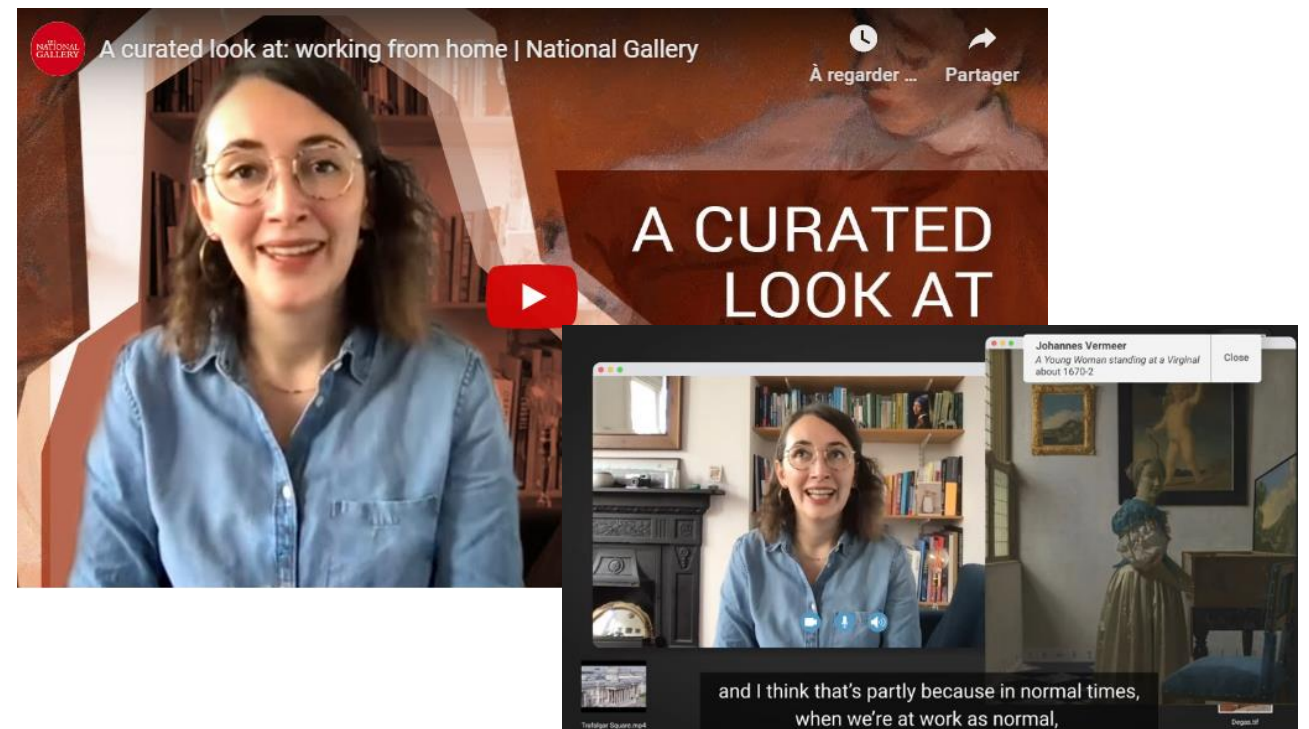 THE
NATIONAL
GALLERY
A curated look at: working from home | National Gallery
À regarder ...
Partager
A CURATED
LOOK AT
Johannes Vermeer
A Young Woman standing at a Virginal
about 1670-2
Close
and I think that's partly because in normal times,
when we're at work as normal,
Trafalgar Square.mp4
Degas.tif